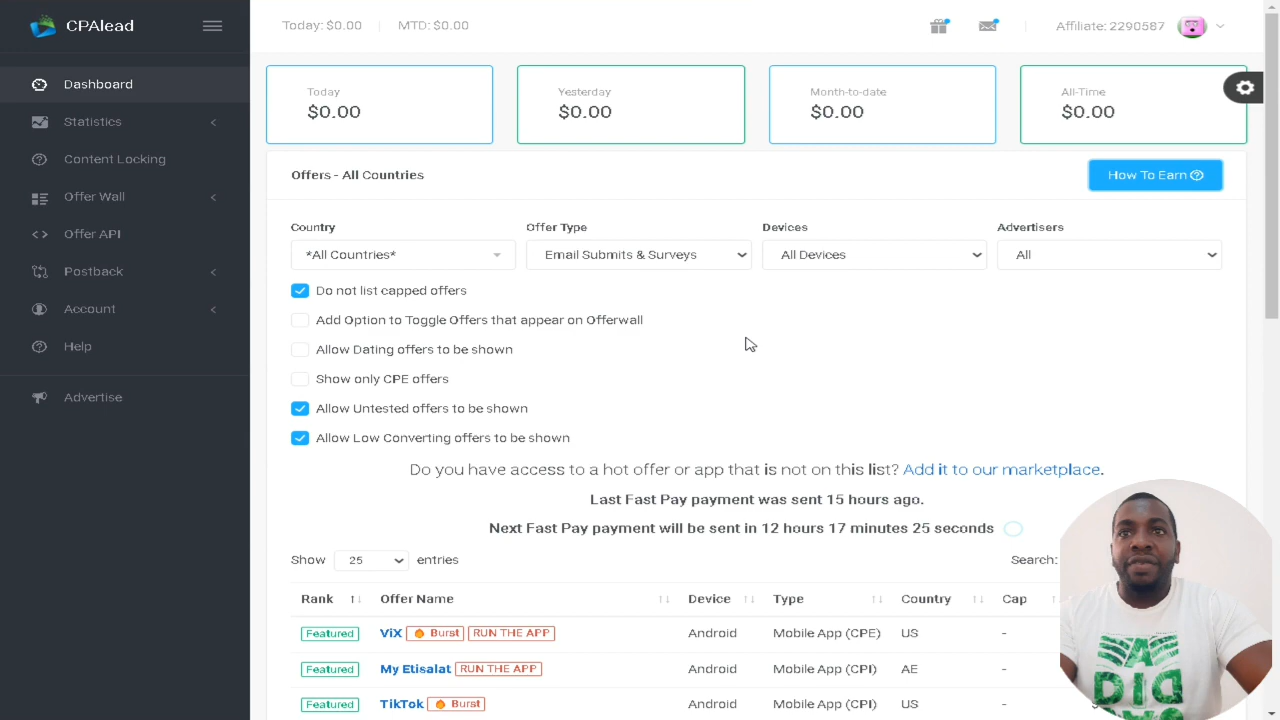 CPAlead
Today: $0.00
MTD: $0.00
Affiliate: 2290587
Dashboard
Statistics
Content Locking
Offer Wall
Offer API
Postback
Account
Help
Advertise
Today
$0.00
Yesterday
$0.00
Month-to-date
$0.00
All-Time
$0.00
Offers - All Countries
How To Earn
Country
Offer Type
Devices
Advertisers
*All Countries*
Email Submits & Surveys
All Devices
All
Do not list capped offers
Add Option to Toggle Offers that appear on Offerwall
Allow Dating offers to be shown
Show only CPE offers
Allow Untested offers to be shown
Allow Low Converting offers to be shown
Do you have access to a hot offer or app that is not on this list? Add it to our marketplace.
Last Fast Pay payment was sent 15 hours ago.
Next Fast Pay payment will be sent in 12 hours 17 minutes 25 seconds
Show 25 entries
Search:
Rank Offer Name Device Type Country Cap
Featured ViX Burst RUN THE APP Android Mobile App (CPE) US -
Featured My Etisalat RUN THE APP Android Mobile App (CPI) AE -
Featured TikTok Burst Android Mobile App (CPI) US -